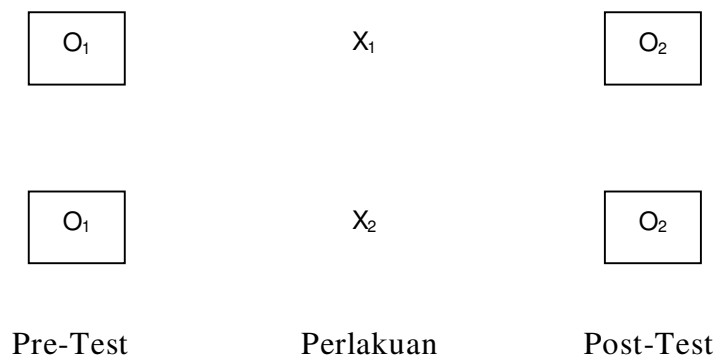 O₁ X₁ O₂
O₁ X₂ O₂
Pre-Test Perlakuan Post-Test